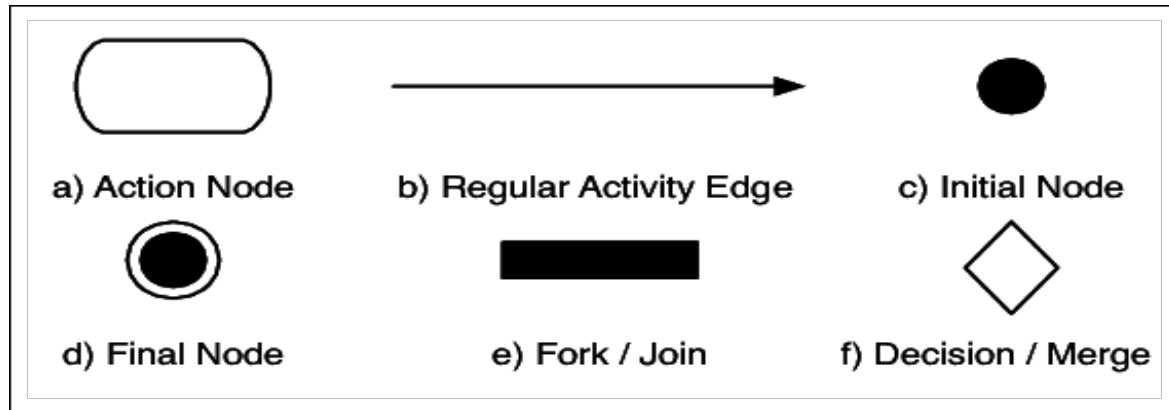 a) Action Node
b) Regular Activity Edge
c) Initial Node
d) Final Node
e) Fork / Join
f) Decision / Merge